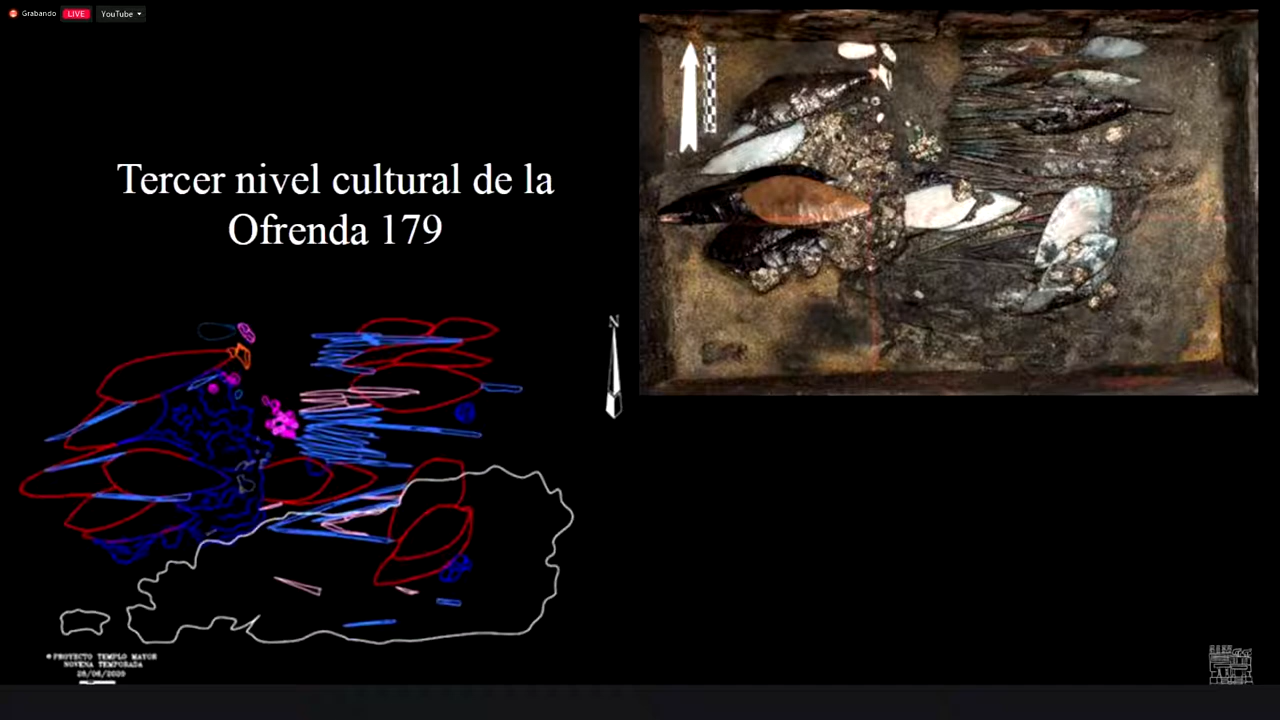 Grabando
LIVE
YouTube
Tercer nivel cultural de la
Ofrenda 179
N
PROYECTO TEMPLO MAYOR
NOVENA TEMPORADA